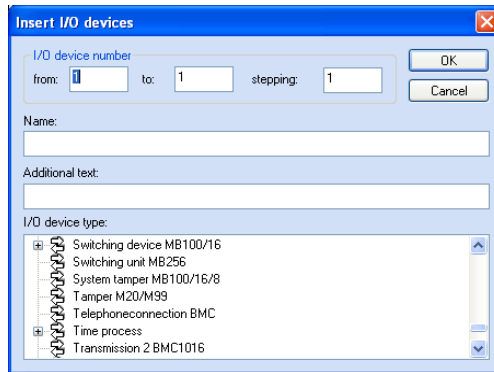 Insert I/O devices
I/O device number
from: 1 to: 1 stepping: 1
OK
Cancel
Name:
Additional text:
I/O device type:
Switching device MB100/16
Switching unit MB256
System tamper MB100/16/8
Tamper M20/M99
Telephoneconnection BMC
Time process
Transmission 2 BMC1016